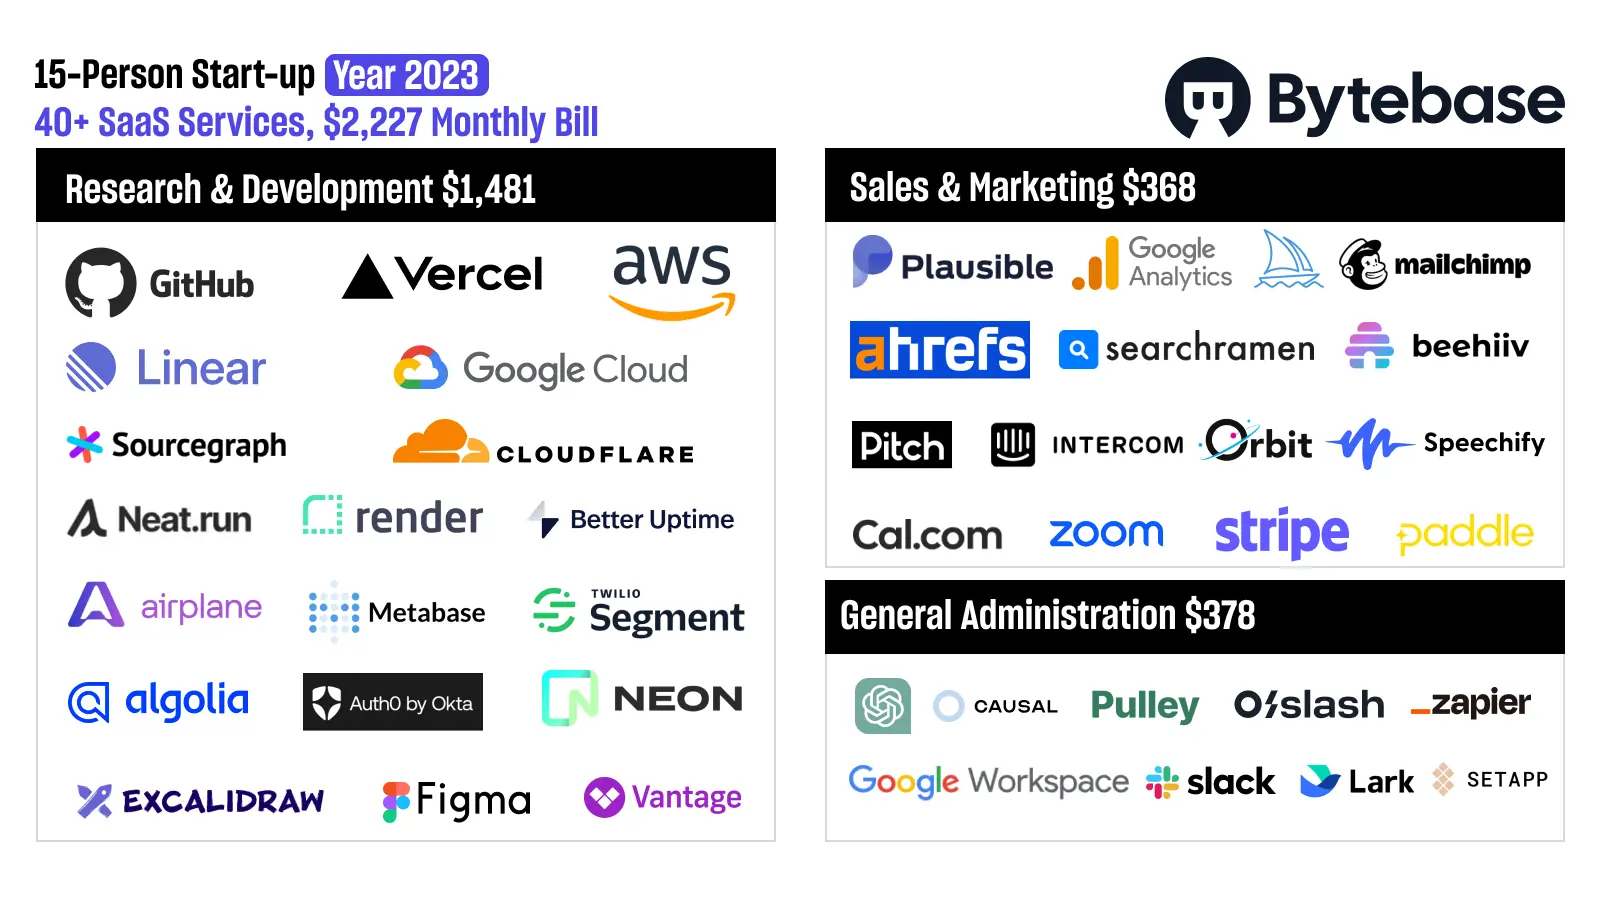 15-Person Start-up Year 2023
40+ SaaS Services, $2,227 Monthly Bill
Bytebase
Research & Development $1,481
GitHub
Vercel
aws
Linear
Google Cloud
Sourcegraph
CLOUDFLARE
Neat.run
render
Better Uptime
airplane
Metabase
TWILIO
Segment
algolia
Auth0 by Okta
NEON
EXCALIDRAW
Figma
Vantage
Sales & Marketing $368
Plausible
Google
Analytics
mailchimp
ahrefs
searchramen
beehiiv
Pitch
INTERCOM
Orbit
Speechify
Cal.com
zoom
stripe
paddle
General Administration $378
CAUSAL
Pulley
slash
zapier
Google Workspace
slack
Lark
SETAPP